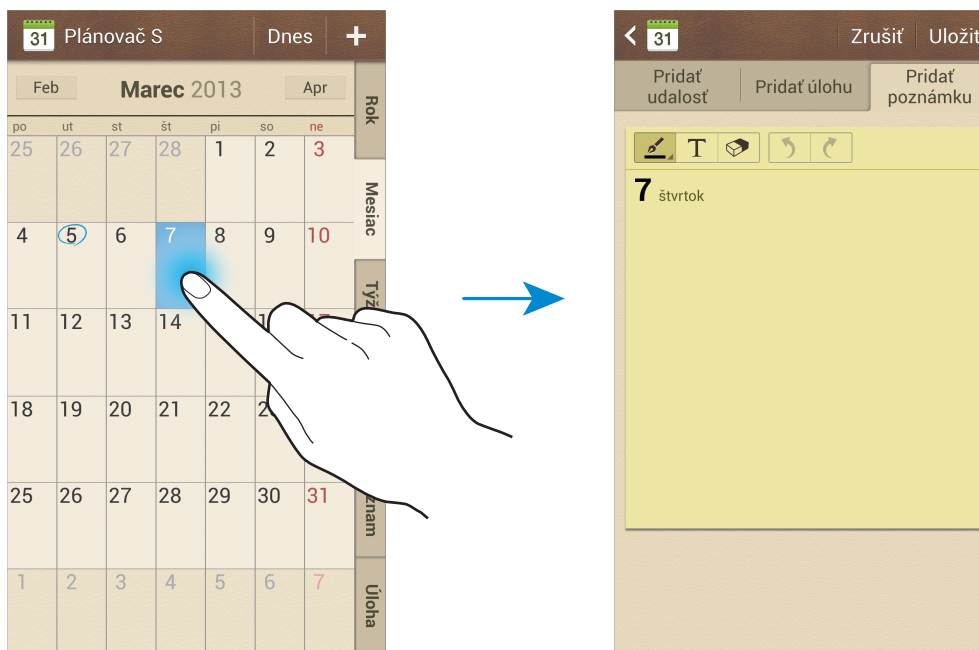 31 Plánovač S Dnes +
Feb Marec 2013 Apr
po ut st št pi so ne
25 26 27 28 1 2 3
4 5 6 7 8 9 10
11 12 13 14
18 19 20 21 22
25 26 27 28 29 30 31
1 2 3 4 5 6 7
Rok
Mesiac
Úloha
31 Zrušiť Uložiť
Pridať udalosť
Pridať úlohu
Pridať poznámku
T
7 štvrtok